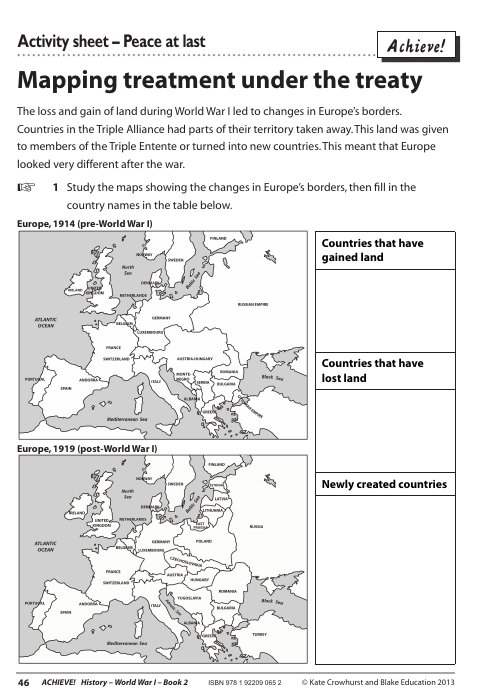 Activity sheet – Peace at last
Achieve!
Mapping treatment under the treaty
The loss and gain of land during World War I led to changes in Europe's borders.
Countries in the Triple Alliance had parts of their territory taken away. This land was given
to members of the Triple Entente or turned into new countries. This meant that Europe
looked very different after the war.
1 Study the maps showing the changes in Europe's borders, then fill in the
country names in the table below.
Europe, 1914 (pre-World War I)
FINLAND
NORWAY
SWEDEN
North
Sea
Baltic Sea
DENMARK
IRELAND
UNITED
KINGDOM
NETHERLANDS
RUSSIAN EMPIRE
ATLANTIC
OCEAN
BELGIUM
GERMANY
LUXEMBOURG
FRANCE
SWITZERLAND
AUSTRIA-HUNGARY
ROMANIA
PORTUGAL
SPAIN
ANDORRA
ITALY
MONTE-
NEGRO
SERBIA
BULGARIA
Black Sea
ALBANIA
GREECE
Mediterranean Sea
Countries that have
gained land
Countries that have
lost land
Newly created countries
Europe, 1919 (post-World War I)
FINLAND
NORWAY
SWEDEN
ESTONIA
North
Sea
Baltic Sea
LATVIA
DENMARK
LITHUANIA
IRELAND
UNITED
KINGDOM
NETHERLANDS
EAST
PRUSSIA
RUSSIA
ATLANTIC
OCEAN
BELGIUM
GERMANY
POLAND
LUXEMBOURG
CZECHOSLOVAKIA
FRANCE
SWITZERLAND
AUSTRIA
HUNGARY
ROMANIA
PORTUGAL
SPAIN
ANDORRA
ITALY
YUGOSLAVIA
BULGARIA
Black Sea
ALBANIA
GREECE
TURKEY
Mediterranean Sea
46 ACHIEVE! History – World War I – Book 2 ISBN 978 1 92209 065 2 © Kate Crowhurst and Blake Education 2013